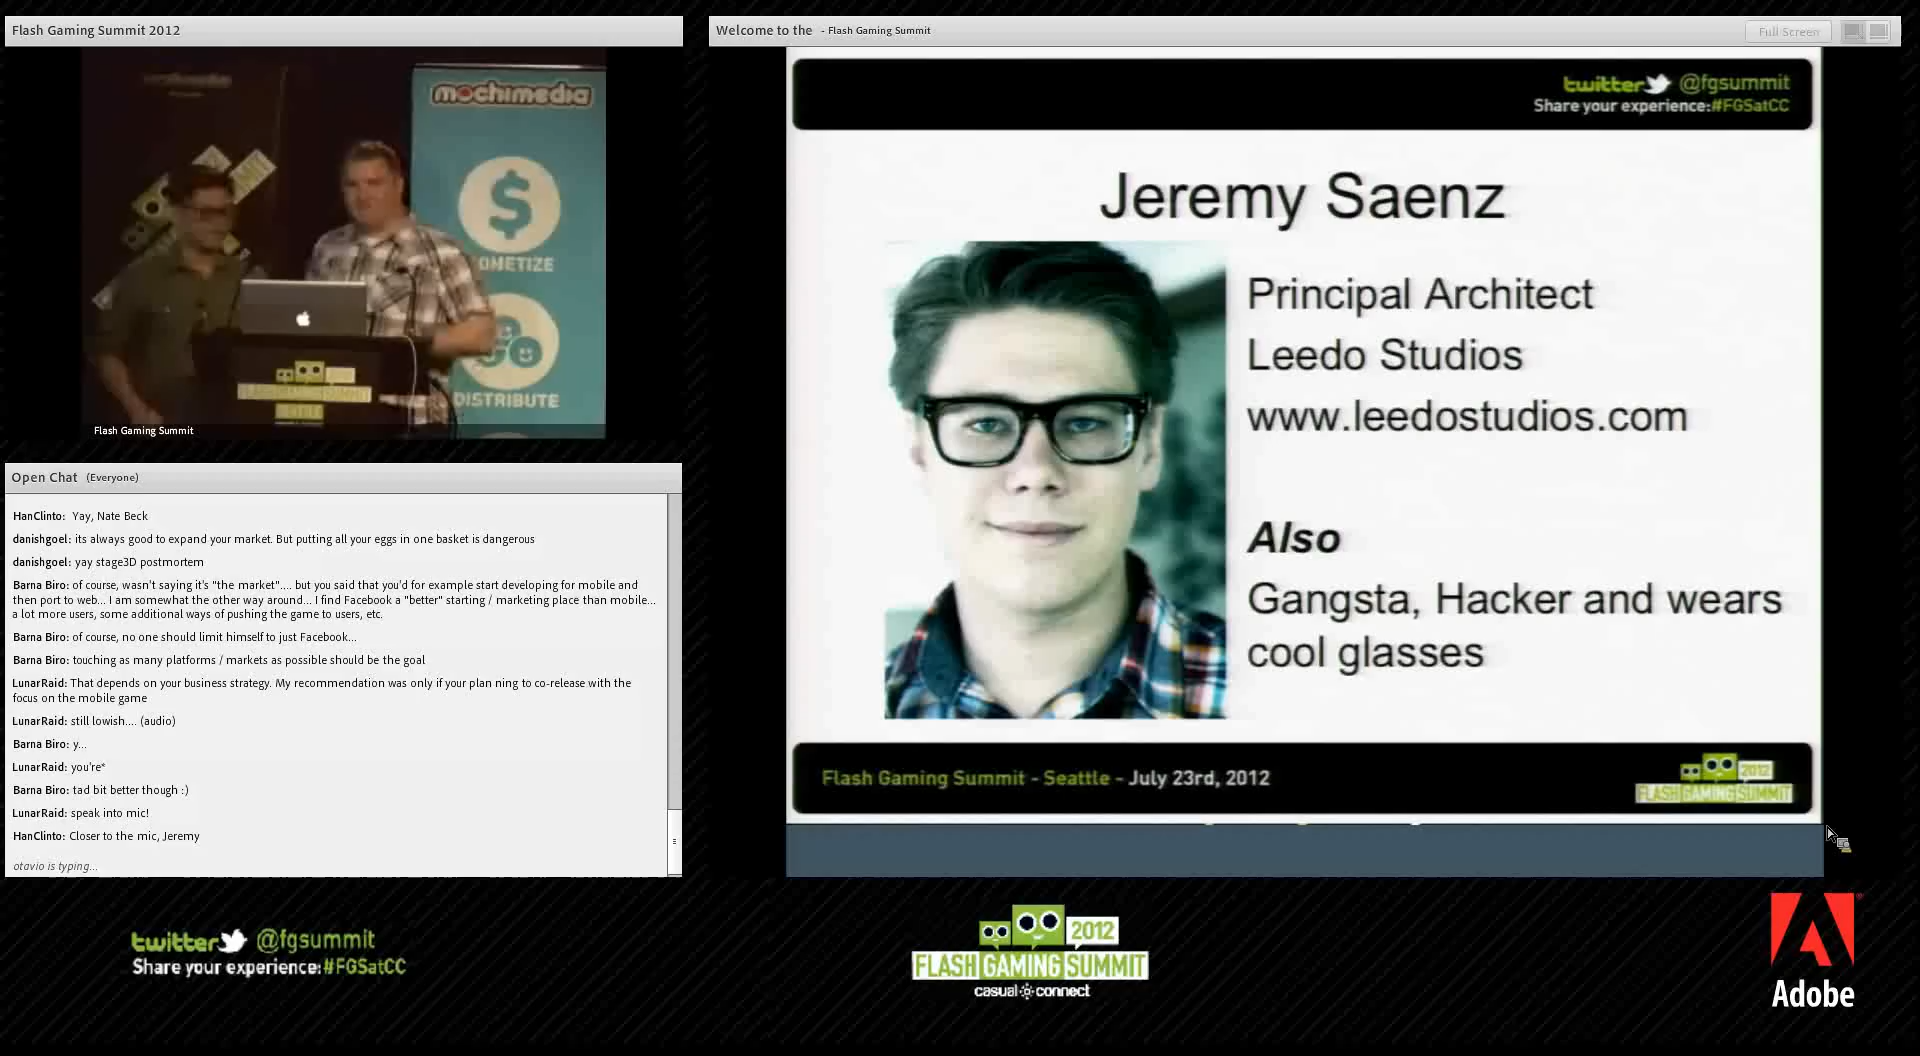 Flash Gaming Summit 2012
mochimedia
MONETIZE
DISTRIBUTE
FLASH GAMING SUMMIT
SEATTLE
Flash Gaming Summit
Open Chat (Everyone)
HanClinto: Yay, Nate Beck
danishgoel: its always good to expand your market. But putting all your eggs in one basket is dangerous
danishgoel: yay stage3D postmortem
Barna Biro: of course, wasn't saying it's "the market".... but you said that you'd for example start developing for mobile and
then port to web... I am somewhat the other way around... I find Facebook a "better" starting / marketing place than mobile...
a lot more users, some additional ways of pushing the game to users, etc.
Barna Biro: of course, no one should limit himself to just Facebook...
Barna Biro: touching as many platforms / markets as possible should be the goal
LunarRaid: That depends on your business strategy. My recommendation was only if your plan ning to co-release with the
focus on the mobile game
LunarRaid: still lowish.... (audio)
Barna Biro: y...
LunarRaid: you're*
Barna Biro: tad bit better though :)
LunarRaid: speak into mic!
HanClinto: Closer to the mic, Jeremy
otavio is typing...
Welcome to the - Flash Gaming Summit
Full Screen
twitter @fgsummit
Share your experience:#FGSatCC
Jeremy Saenz
Principal Architect
Leedo Studios
www.leedostudios.com
Also
Gangsta, Hacker and wears
cool glasses
Flash Gaming Summit - Seattle - July 23rd, 2012
2012
FLASH GAMING SUMMIT
twitter @fgsummit
Share your experience:#FGSatCC
2012
FLASH GAMING SUMMIT
casual connect
Adobe